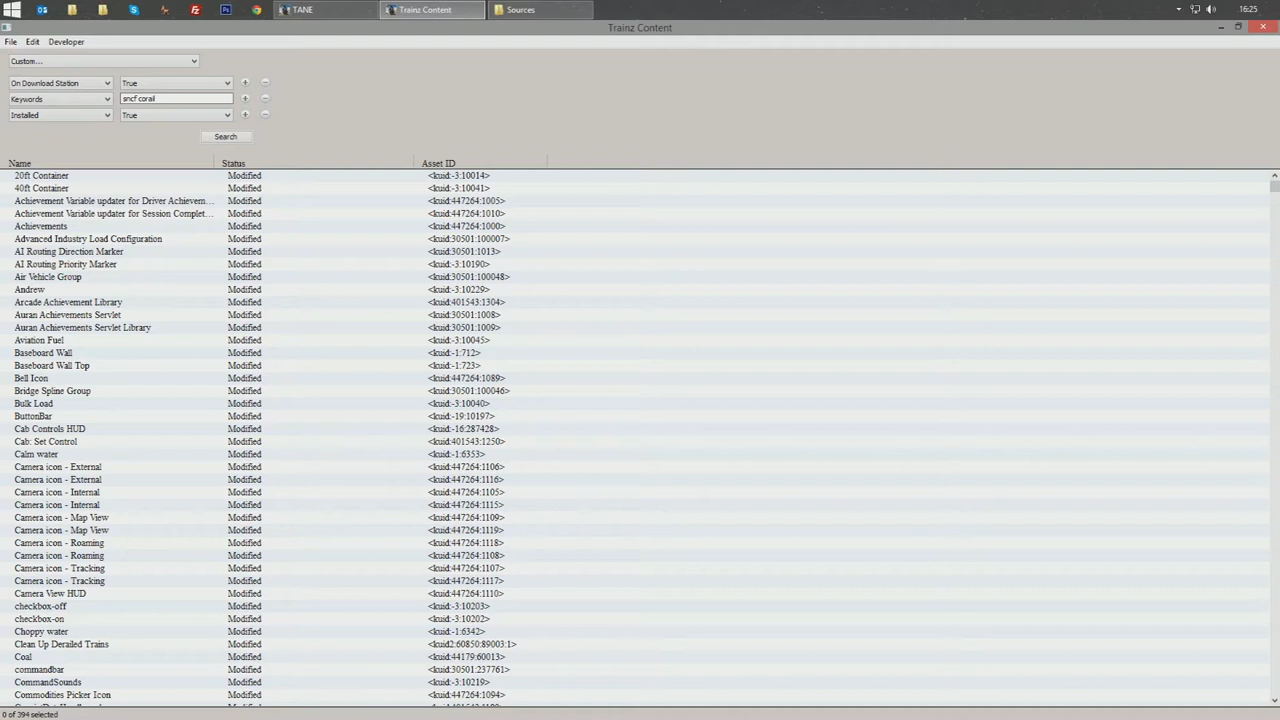 TANE
Trainz Content
Sources
16:25
Trainz Content
File Edit Developer
Custom...
On Download Station True
Keywords sncf corail
Installed True
Search
Name Status Asset ID
20ft Container Modified <kuid:-3:10014>
40ft Container Modified <kuid:-3:10041>
Achievement Variable updater for Driver Achievem... Modified <kuid:447264:1005>
Achievement Variable updater for Session Complet... Modified <kuid:447264:1010>
Achievements Modified <kuid:447264:1000>
Advanced Industry Load Configuration Modified <kuid:30501:100007>
AI Routing Direction Marker Modified <kuid:30501:1013>
AI Routing Priority Marker Modified <kuid:-3:10190>
Air Vehicle Group Modified <kuid:30501:100048>
Andrew Modified <kuid:-3:10229>
Arcade Achievement Library Modified <kuid:401543:1304>
Auran Achievements Servlet Modified <kuid:30501:1008>
Auran Achievements Servlet Library Modified <kuid:30501:1009>
Aviation Fuel Modified <kuid:-3:10045>
Baseboard Wall Modified <kuid:-1:712>
Baseboard Wall Top Modified <kuid:-1:723>
Bell Icon Modified <kuid:447264:1089>
Bridge Spline Group Modified <kuid:30501:100046>
Bulk Load Modified <kuid:-3:10040>
ButtonBar Modified <kuid:-19:10197>
Cab Controls HUD Modified <kuid:-16:287428>
Cab: Set Control Modified <kuid:401543:1250>
Calm water Modified <kuid:-1:6353>
Camera icon - External Modified <kuid:447264:1106>
Camera icon - External Modified <kuid:447264:1116>
Camera icon - Internal Modified <kuid:447264:1105>
Camera icon - Internal Modified <kuid:447264:1115>
Camera icon - Map View Modified <kuid:447264:1109>
Camera icon - Map View Modified <kuid:447264:1119>
Camera icon - Roaming Modified <kuid:447264:1118>
Camera icon - Roaming Modified <kuid:447264:1108>
Camera icon - Tracking Modified <kuid:447264:1107>
Camera icon - Tracking Modified <kuid:447264:1117>
Camera View HUD Modified <kuid:447264:1110>
checkbox-off Modified <kuid:-3:10203>
checkbox-on Modified <kuid:-3:10202>
Choppy water Modified <kuid:-1:6342>
Clean Up Derailed Trains Modified <kuid2:60850:89003:1>
Coal Modified <kuid:44179:60013>
commandbar Modified <kuid:30501:237761>
CommandSounds Modified <kuid:-3:10219>
Commodities Picker Icon Modified <kuid:447264:1094>
0 of 394 selected